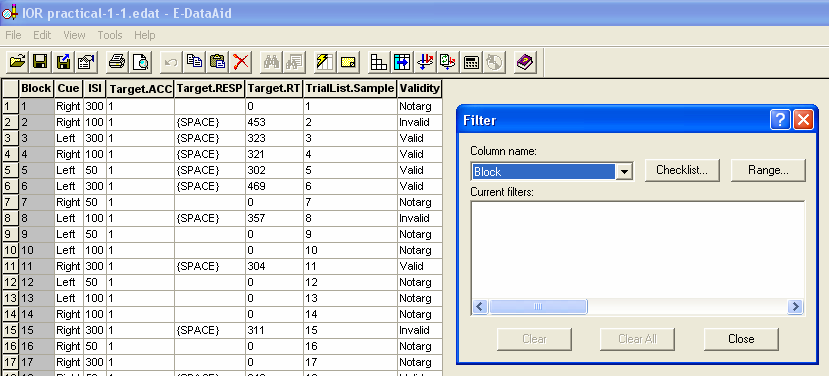 IOR practical-1-1.edat - E-DataAid
File Edit View Tools Help
Block Cue ISI Target.ACC Target.RESP Target.RT TrialList.Sample Validity
1 1 Right 300 1 0 1 Notarg
2 2 Right 100 1 {SPACE} 453 2 Invalid
3 3 Left 300 1 {SPACE} 323 3 Valid
4 4 Right 100 1 {SPACE} 321 4 Valid
5 5 Left 50 1 {SPACE} 302 5 Valid
6 6 Left 300 1 {SPACE} 469 6 Valid
7 7 Right 50 1 0 7 Notarg
8 8 Left 100 1 {SPACE} 357 8 Invalid
9 9 Left 50 1 0 9 Notarg
10 10 Left 100 1 0 10 Notarg
11 11 Right 300 1 {SPACE} 304 11 Valid
12 12 Left 50 1 0 12 Notarg
13 13 Left 100 1 0 13 Notarg
14 14 Right 100 1 0 14 Notarg
15 15 Right 300 1 {SPACE} 311 15 Invalid
16 16 Right 50 1 0 16 Notarg
17 17 Right 300 1 0 17 Notarg
Filter
Column name:
Block Checklist... Range...
Current filters:
Clear Clear All Close